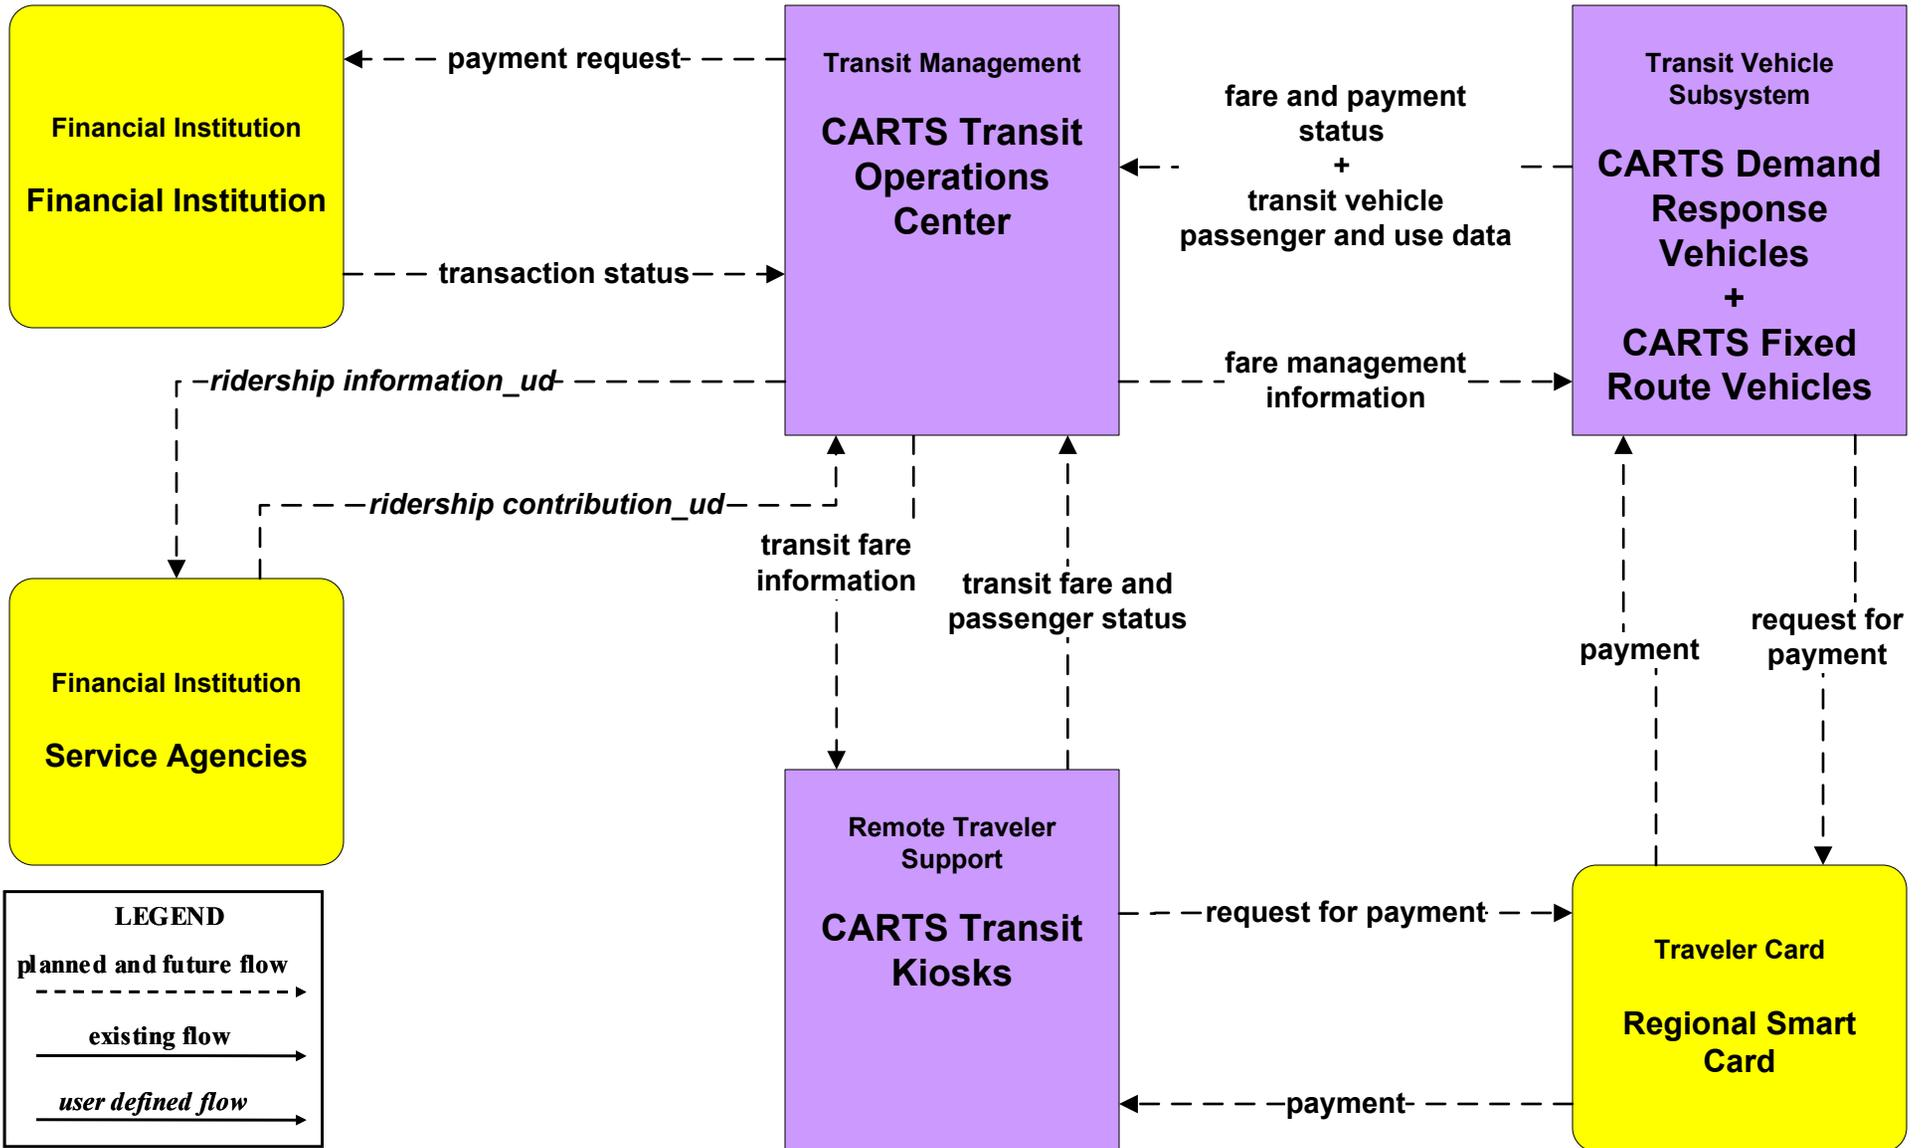 payment request
Financial Institution
Financial Institution
transaction status
Transit Management
CARTS Transit
Operations
Center
fare and payment
status
+
transit vehicle
passenger and use data
Transit Vehicle
Subsystem
CARTS Demand
Response
Vehicles
+
CARTS Fixed
Route Vehicles
ridership information_ud
fare management
information
ridership contribution_ud
transit fare
information
transit fare and
passenger status
payment
request for
payment
Financial Institution
Service Agencies
Remote Traveler
Support
CARTS Transit
Kiosks
request for payment
Traveler Card
Regional Smart
Card
payment
LEGEND
planned and future flow
existing flow
user defined flow